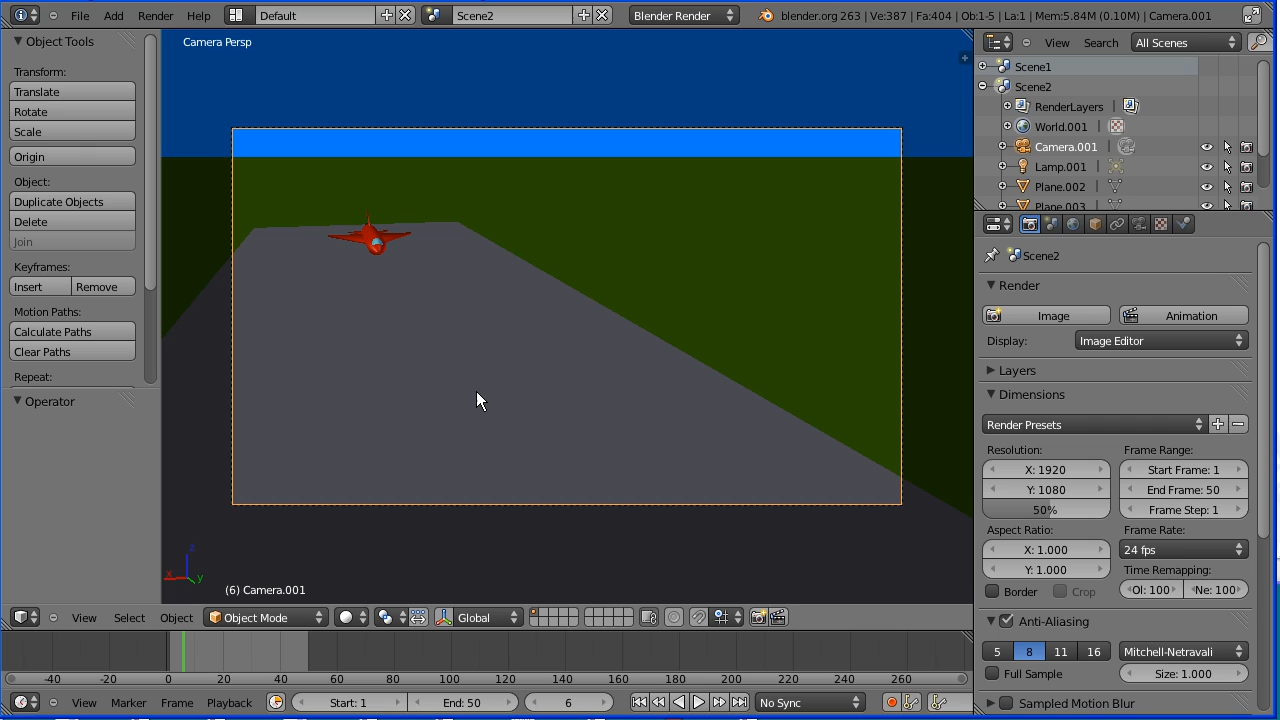 File Add Render Help Default Scene2 Blender Render blender.org 263 | Ve:387 | Fa:404 | Ob:1-5 | La:1 | Mem:5.84M (0.10M) | Camera.001
Object Tools
Transform:
Translate
Rotate
Scale
Origin
Object:
Duplicate Objects
Delete
Join
Keyframes:
Insert Remove
Motion Paths:
Calculate Paths
Clear Paths
Repeat:
Operator
Camera Persp
x y z
(6) Camera.001
View Search All Scenes
Scene1
Scene2
RenderLayers |
World.001 |
Camera.001 |
Lamp.001 |
Plane.002 |
Plane.003 |
Scene2
Render
Image Animation
Display: Image Editor
Layers
Dimensions
Render Presets
Resolution: Frame Range:
X: 1920 Start Frame: 1
Y: 1080 End Frame: 50
50% Frame Step: 1
Aspect Ratio: Frame Rate:
X: 1.000 24 fps
Y: 1.000 Time Remapping:
Border Crop Ol: 100 Ne: 100
Anti-Aliasing
5 8 11 16 Mitchell-Netravali
Full Sample Size: 1.000
Sampled Motion Blur
View Select Object Object Mode Global
-40 -20 0 20 40 60 80 100 120 140 160 180 200 220 240 260
View Marker Frame Playback Start: 1 End: 50 6 No Sync